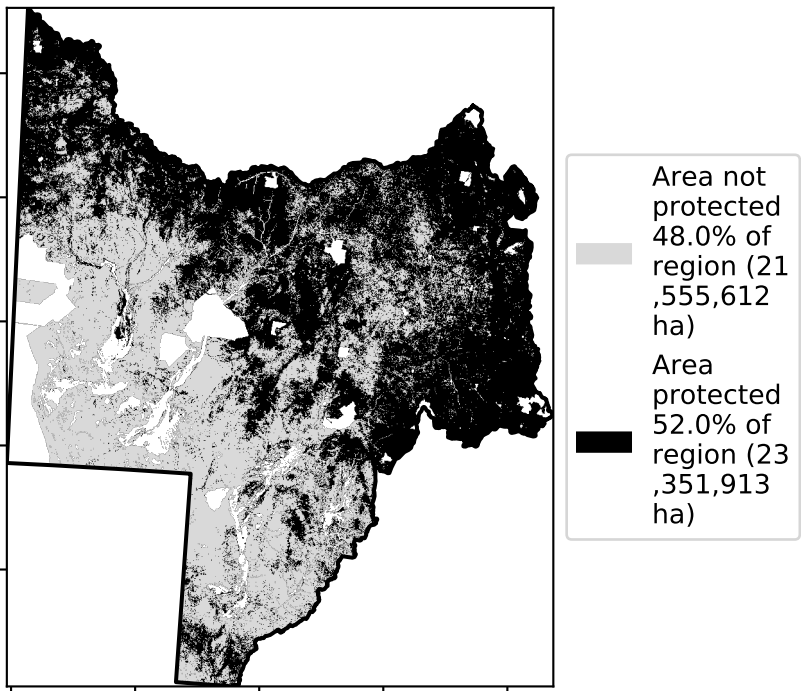 Area not
protected
48.0% of
region (21
,555,612
ha)
Area
protected
52.0% of
region (23
,351,913
ha)